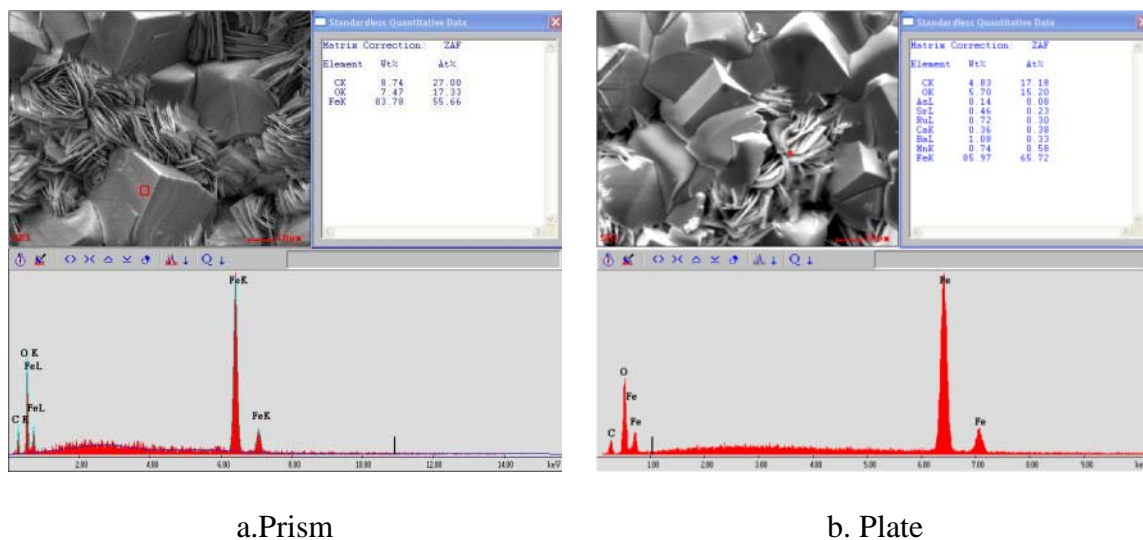 Standardless Quantitative Data
Matrix Correction: ZAF
Element Wt% At%
CK 8.74 27.00
OK 7.47 17.33
FeK 83.78 55.66
Standardless Quantitative Data
Matrix Correction: ZAF
Element Wt% At%
CK 4.83 17.18
OK 5.70 15.20
AsL 0.14 0.08
SrL 0.46 0.23
RuL 0.72 0.30
CaK 0.36 0.38
BaL 1.08 0.33
MnK 0.74 0.58
FeK 85.97 65.72
FeK
O K
FeL
FeL
C K
FeK
2.00 4.00 6.00 8.00 10.00 12.00 14.00 keV
Fe
O
Fe
Fe
C
Fe
1.00 2.00 3.00 4.00 5.00 6.00 7.00 8.00 9.00
a.Prism
b. Plate